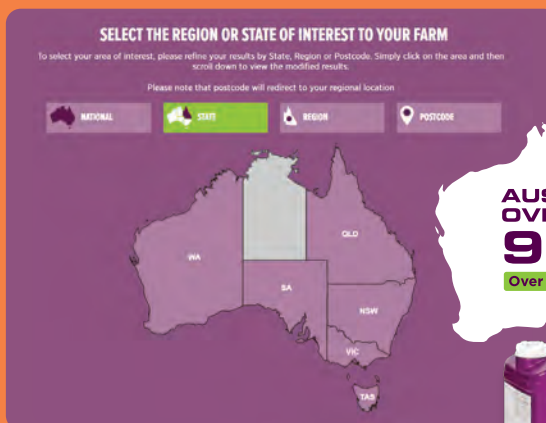 SELECT THE REGION OR STATE OF INTEREST TO YOUR FARM
To select your area of interest, please refine your results by State, Region or Postcode. Simply click on the area and then
scroll down to view the modified results.
Please note that postcode will redirect to your regional location
NATIONAL
STATE
REGION
POSTCODE
WA
QLD
SA
NSW
VIC
TAS
AUS
OVE
9
Over